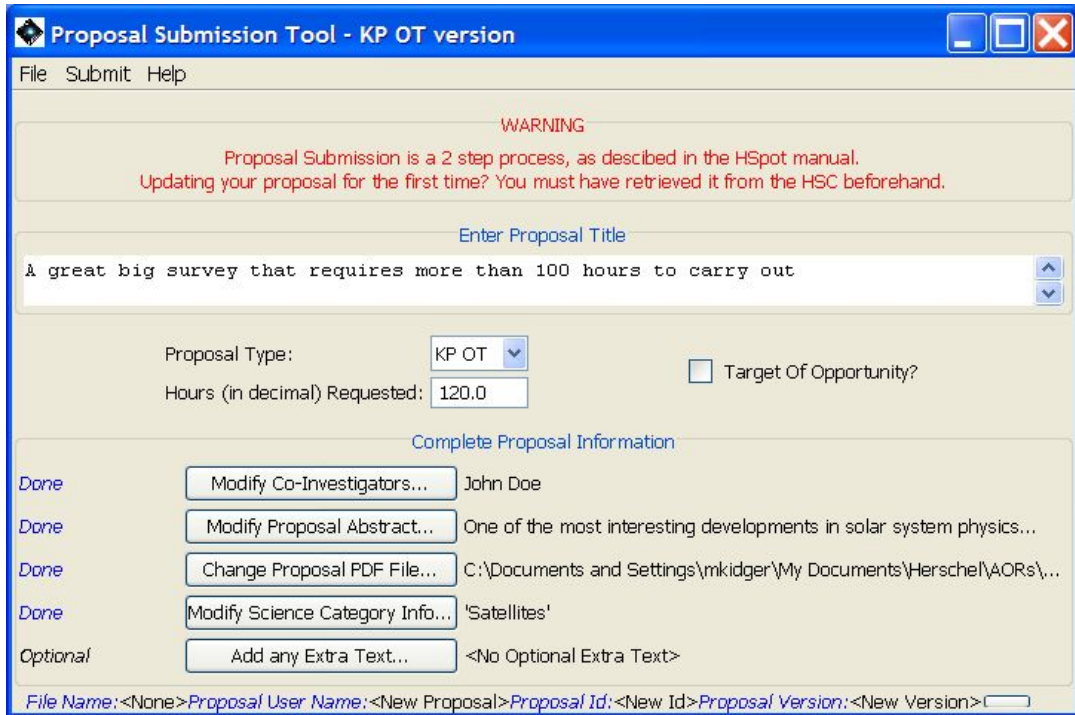 Proposal Submission Tool - KP OT version
File Submit Help
WARNING
Proposal Submission is a 2 step process, as descibed in the HSpot manual.
Updating your proposal for the first time? You must have retrieved it from the HSC beforehand.
Enter Proposal Title
A great big survey that requires more than 100 hours to carry out
Proposal Type: KP OT
Target Of Opportunity?
Hours (in decimal) Requested: 120.0
Complete Proposal Information
Done Modify Co-Investigators... John Doe
Done Modify Proposal Abstract... One of the most interesting developments in solar system physics...
Done Change Proposal PDF File... C:\Documents and Settings\mkidger\My Documents\Herschel\AORs\...
Done Modify Science Category Info... 'Satellites'
Optional Add any Extra Text... <No Optional Extra Text>
File Name:<None>Proposal User Name:<New Proposal>Proposal Id:<New Id>Proposal Version:<New Version>